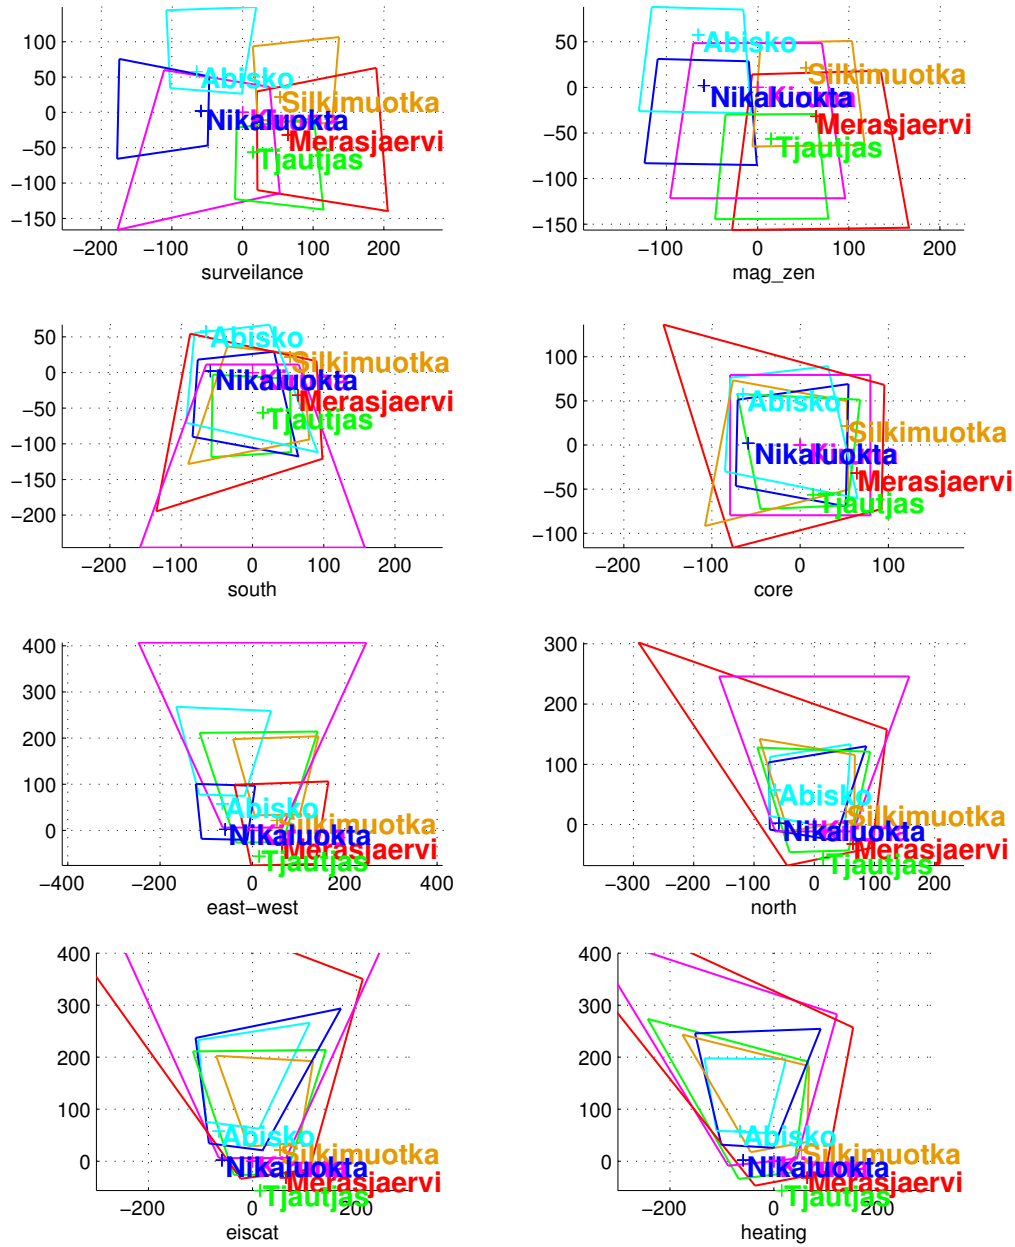 100
50
0
−50
−100
−150
−200
−100
0
100
200
Abisko
Silkimuotka
Nikaluokta
Merasjaervi
Tjautjas
surveilance
50
0
−50
−100
−150
−100
0
100
200
Abisko
Silkimuotka
Nikaluokta
Merasjaervi
Tjautjas
mag_zen
50
0
−50
−100
−150
−200
−200
−100
0
100
200
Abisko
Silkimuotka
Nikaluokta
Merasjaervi
Tjautjas
south
100
50
0
−50
−100
−200
−100
0
100
Abisko
Silkimuotka
Nikaluokta
Merasjaervi
Tjautjas
core
400
300
200
100
0
−400
−200
0
200
400
Abisko
Silkimuotka
Nikaluokta
Merasjaervi
Tjautjas
east−west
300
200
100
0
−300
−200
−100
0
100
200
Abisko
Silkimuotka
Nikaluokta
Merasjaervi
Tjautjas
north
400
300
200
100
0
−200
0
200
Abisko
Silkimuotka
Nikaluokta
Merasjaervi
Tjautjas
eiscat
400
300
200
100
0
−200
0
200
Abisko
Silkimuotka
Nikaluokta
Merasjaervi
Tjautjas
heating